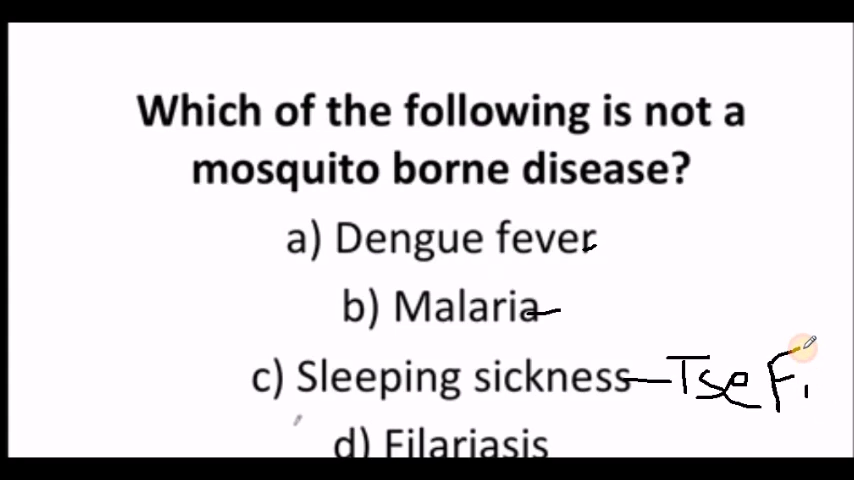 Which of the following is not a
mosquito borne disease?
a) Dengue fever
b) Malaria
c) Sleeping sickness Tse F
d) Filariasis